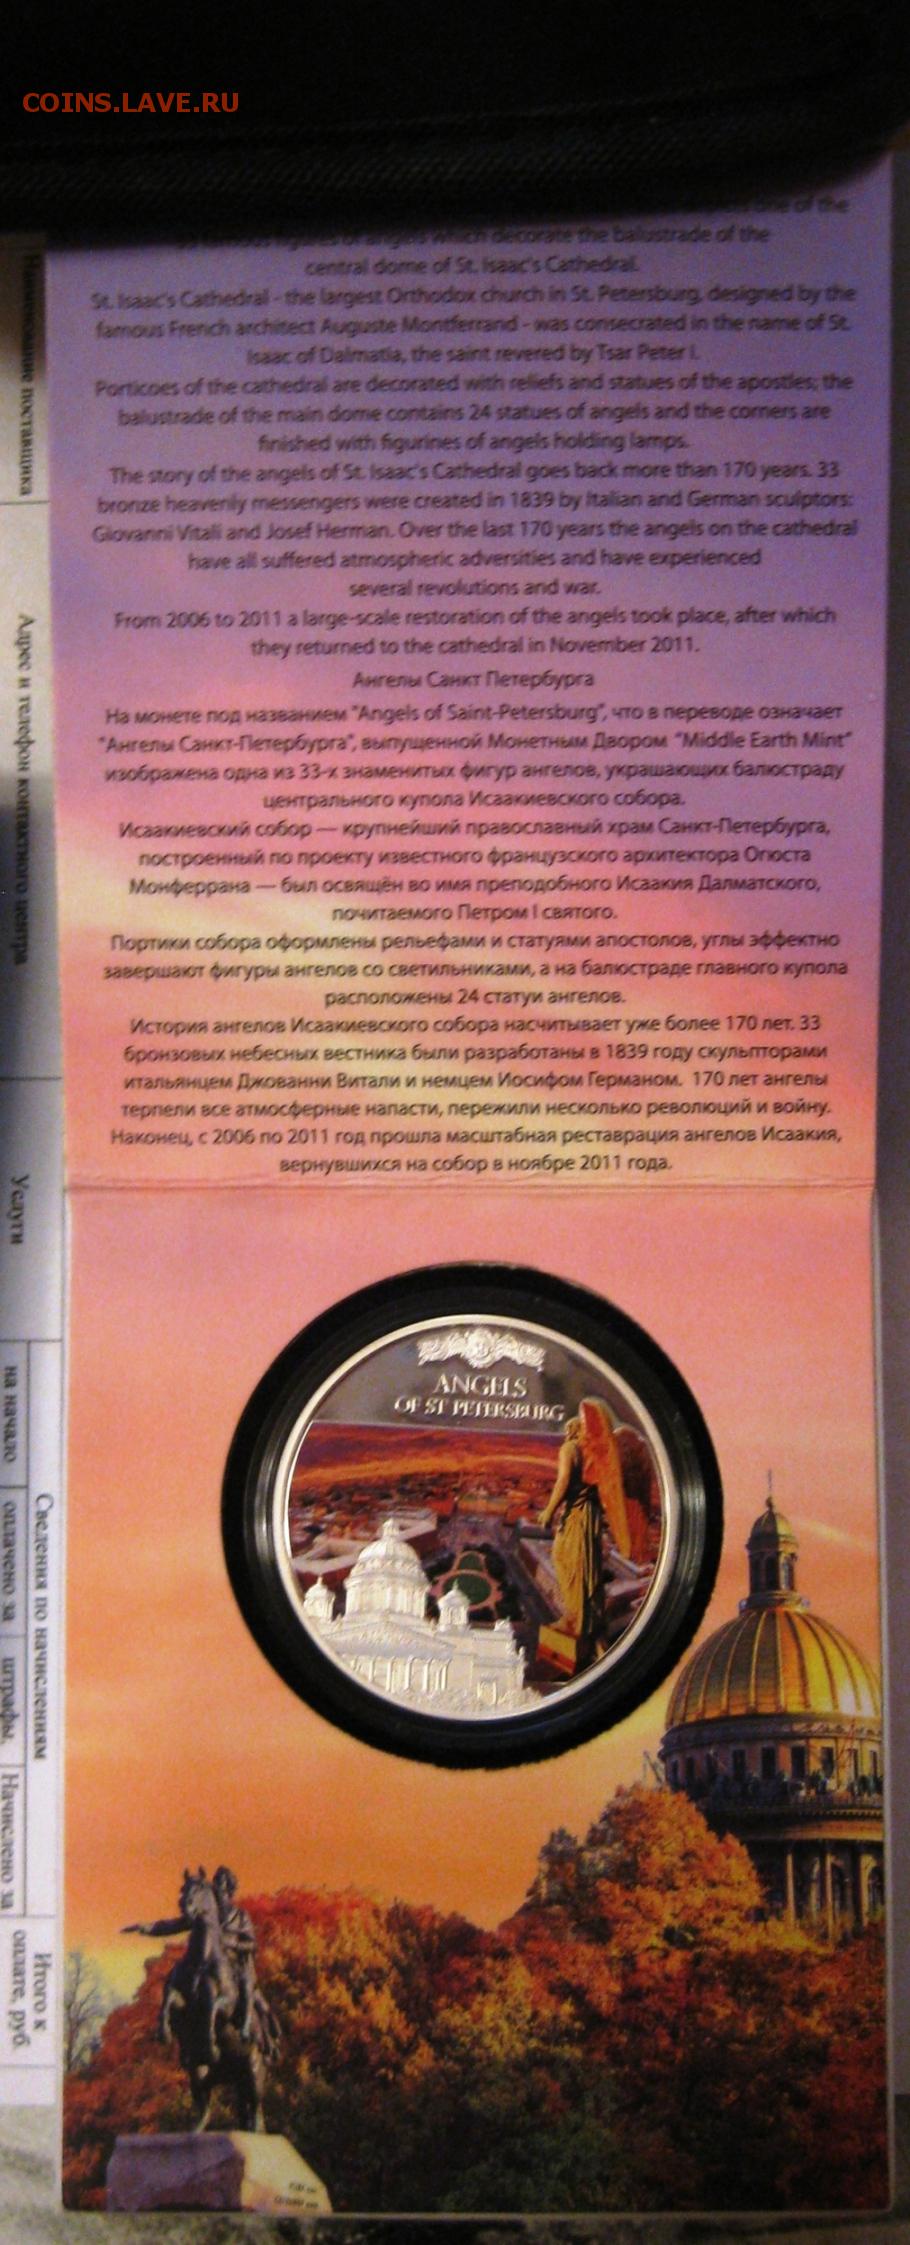 COINS.LAVE.RU
one of the
33 famous figures of angels which decorate the balustrade of the
central dome of St. Isaac's Cathedral.
St. Isaac's Cathedral - the largest Orthodox church in St. Petersburg, designed by the
famous French architect Auguste Montferrand - was consecrated in the name of St.
Isaac of Dalmatia, the saint revered by Tsar Peter I.
Porticoes of the cathedral are decorated with reliefs and statues of the apostles; the
balustrade of the main dome contains 24 statues of angels and the corners are
finished with figurines of angels holding lamps.
The story of the angels of St. Isaac's Cathedral goes back more than 170 years. 33
bronze heavenly messengers were created in 1839 by Italian and German sculptors:
Giovanni Vitali and Josef Herman. Over the last 170 years the angels on the cathedral
have all suffered atmospheric adversities and have experienced
several revolutions and war.
From 2006 to 2011 a large-scale restoration of the angels took place, after which
they returned to the cathedral in November 2011.
Ангелы Санкт Петербурга
На монете под названием "Angels of Saint-Petersburg", что в переводе означает
"Ангелы Санкт-Петербурга", выпущенной Монетным Двором "Middle Earth Mint"
изображена одна из 33-х знаменитых фигур ангелов, украшающих балюстраду
центрального купола Исаакиевского собора.
Исаакиевский собор — крупнейший православный храм Санкт-Петербурга,
построенный по проекту известного французского архитектора Огюста
Монферрана — был освящён во имя преподобного Исаакия Далматского,
почитаемого Петром I святого.
Портики собора оформлены рельефами и статуями апостолов, углы эффектно
завершают фигуры ангелов со светильниками, а на балюстраде главного купола
расположены 24 статуи ангелов.
История ангелов Исаакиевского собора насчитывает уже более 170 лет. 33
бронзовых небесных вестника были разработаны в 1839 году скульпторами
итальянцем Джованни Витали и немцем Иосифом Германом. 170 лет ангелы
терпели все атмосферные напасти, пережили несколько революций и войну.
Наконец, с 2006 по 2011 год прошла масштабная реставрация ангелов Исаакия,
вернувшихся на собор в ноябре 2011 года.
ANGELS
OF ST PETERSBURG
Наименование поставщика
Адрес и телефон контактного центра
Услуги
Сведения по начислениям
на начало
оплачено за
штрафы,
Начислено за
Итого к
оплате, руб